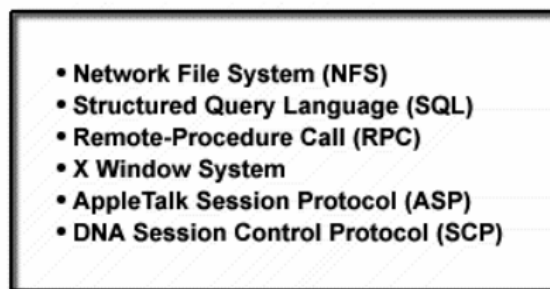 • Network File System (NFS)
• Structured Query Language (SQL)
• Remote-Procedure Call (RPC)
• X Window System
• AppleTalk Session Protocol (ASP)
• DNA Session Control Protocol (SCP)